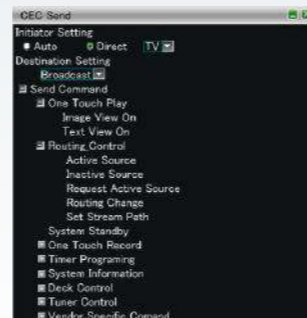 CEC Send
Initiator Setting
Auto Direct TV
Destination Setting
Broadcast
Send Command
One Touch Play
Image View On
Text View On
Routing Control
Active Source
Inactive Source
Request Active Source
Routing Change
Set Stream Path
System Standby
One Touch Record
Timer Programing
System Information
Deck Control
Tuner Control
Vendor Specific Comand